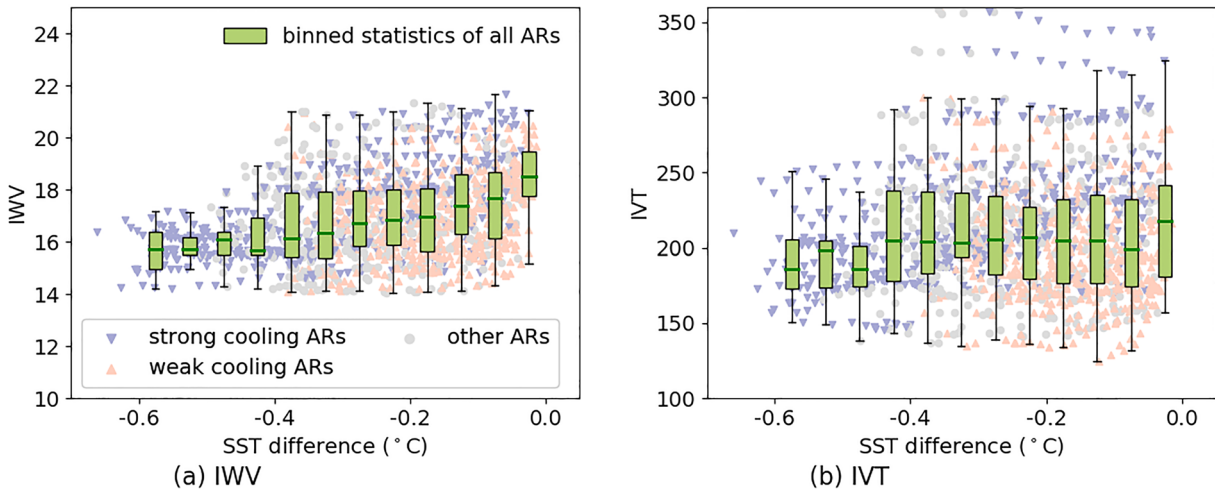 24
22
20
18
16
14
12
10
IWV
binned statistics of all ARs
strong cooling ARs
other ARs
weak cooling ARs
-0.6 -0.4 -0.2 0.0
SST difference (°C)
(a) IWV
350
300
250
200
150
100
IVT
-0.6 -0.4 -0.2 0.0
SST difference (°C)
(b) IVT